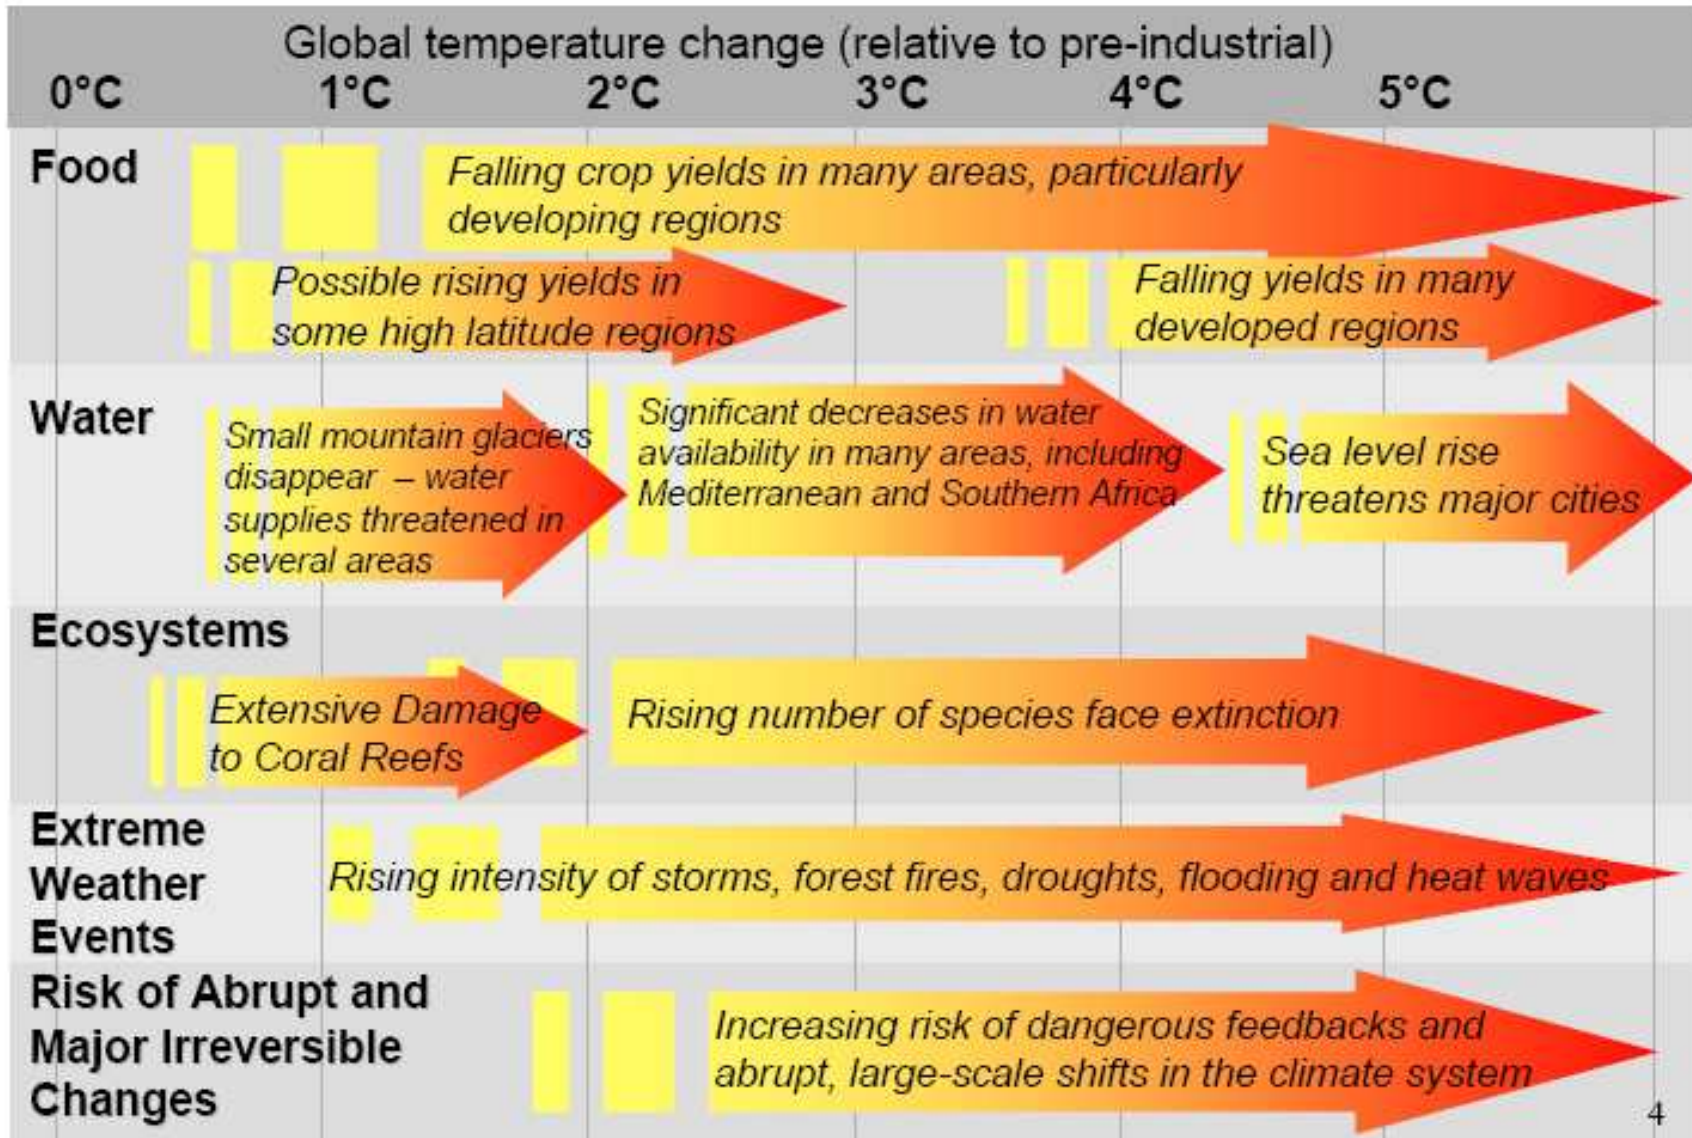 Global temperature change (relative to pre-industrial)
0°C 1°C 2°C 3°C 4°C 5°C
Food
Falling crop yields in many areas, particularly
developing regions
Possible rising yields in
some high latitude regions
Falling yields in many
developed regions
Water
Small mountain glaciers
disappear – water
supplies threatened in
several areas
Significant decreases in water
availability in many areas, including
Mediterranean and Southern Africa
Sea level rise
threatens major cities
Ecosystems
Extensive Damage
to Coral Reefs
Rising number of species face extinction
Extreme
Weather
Events
Rising intensity of storms, forest fires, droughts, flooding and heat waves
Risk of Abrupt and
Major Irreversible
Changes
Increasing risk of dangerous feedbacks and
abrupt, large-scale shifts in the climate system
4